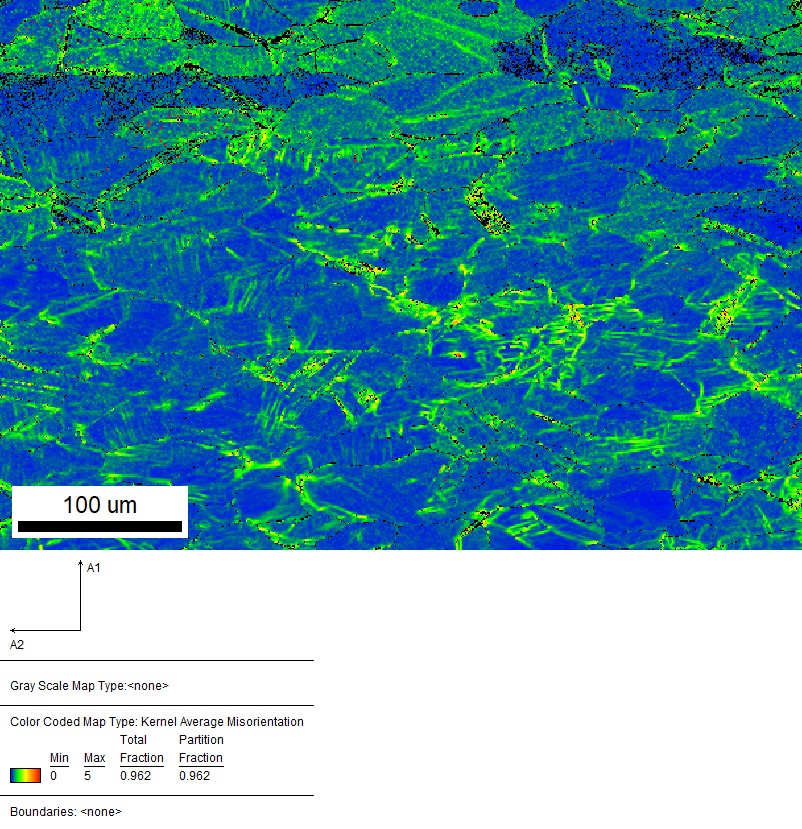 100 um
A1
A2
Gray Scale Map Type:<none>
Color Coded Map Type: Kernel Average Misorientation
Total Partition
Min Max Fraction Fraction
0 5 0.962 0.962
Boundaries: <none>